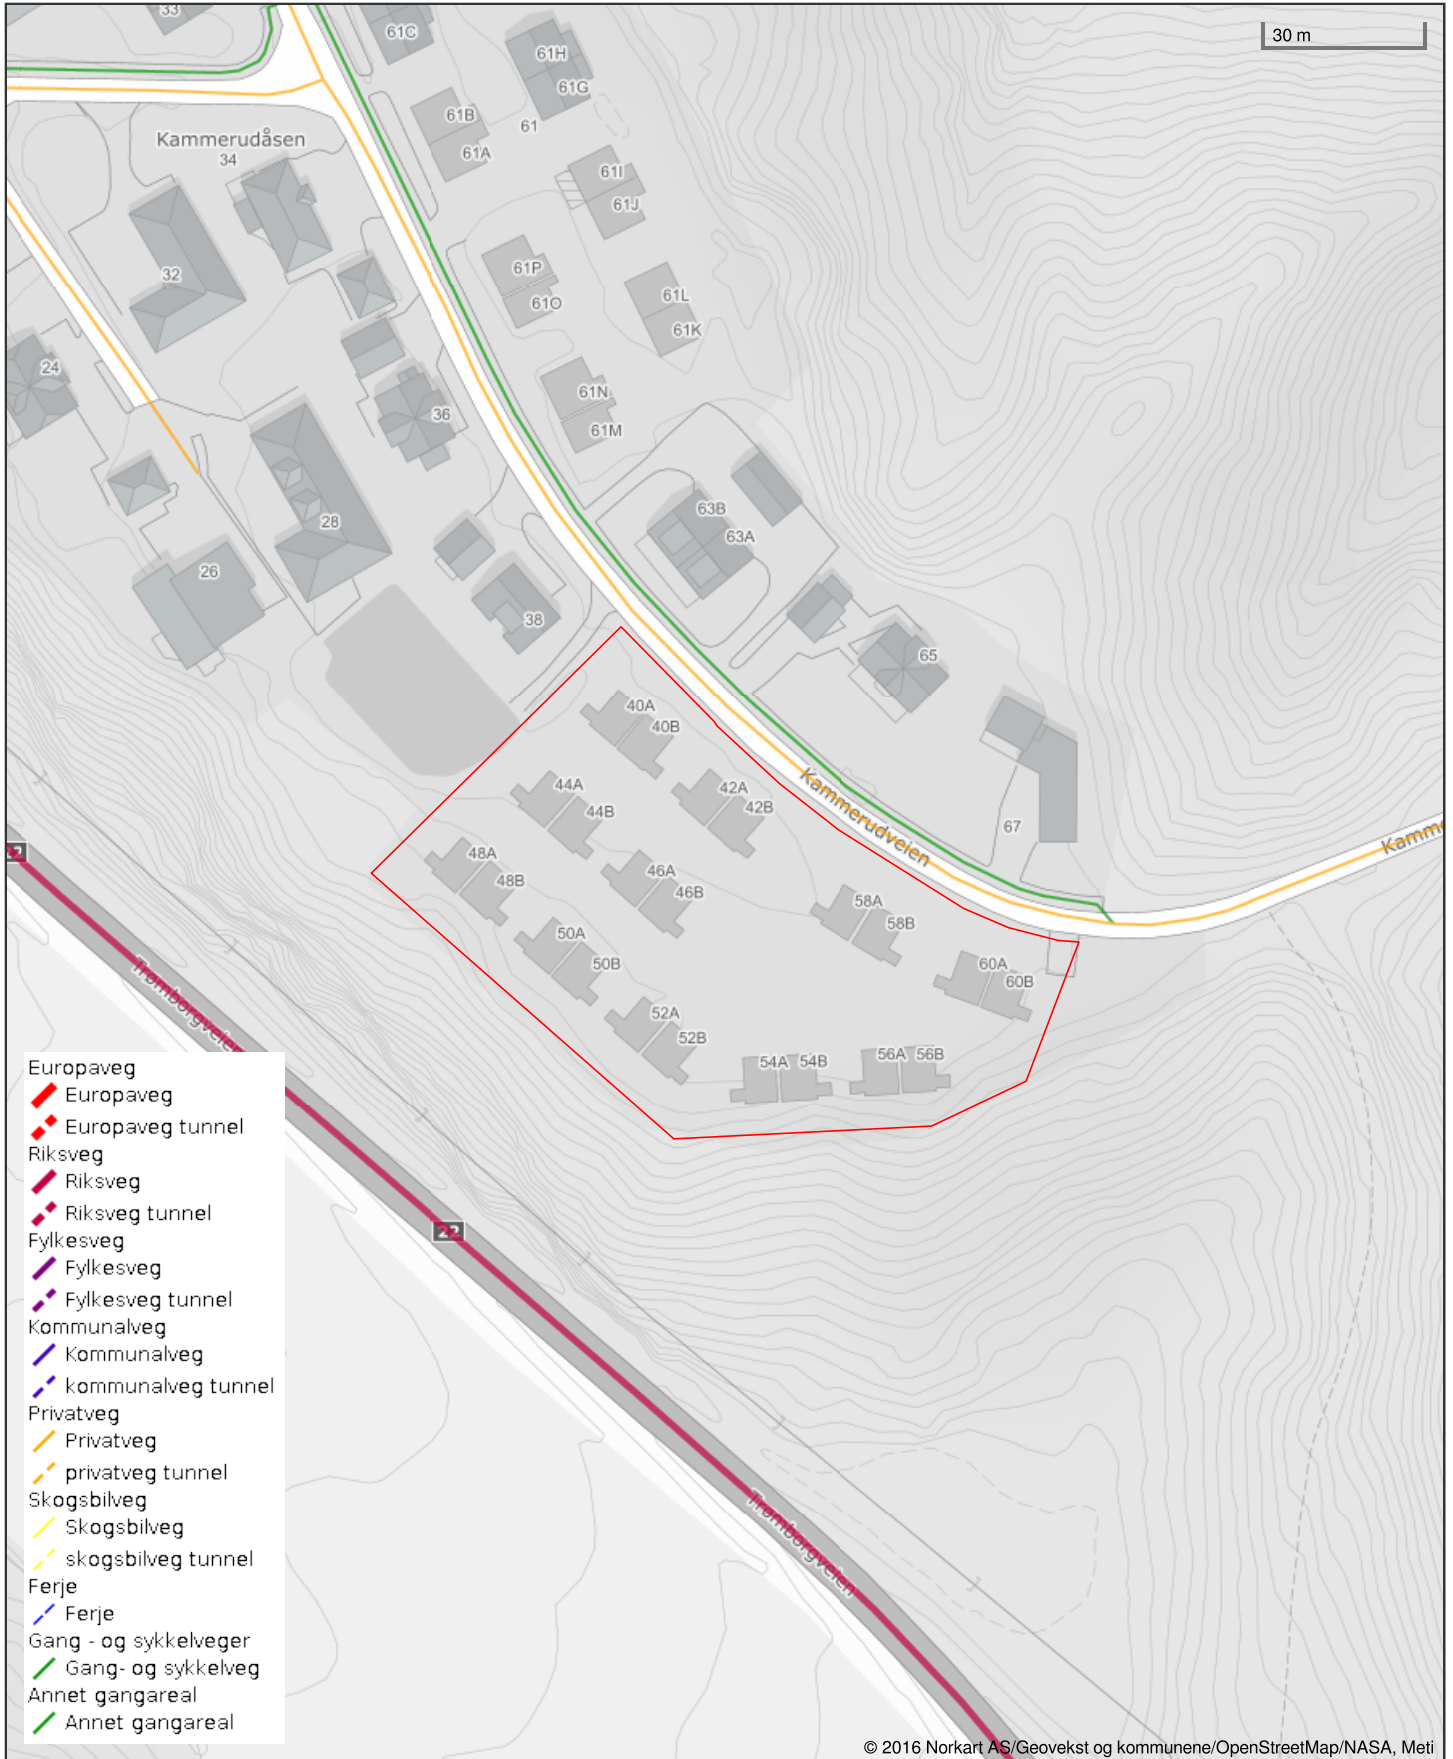 33
61C
30 m
61H
61G
61B
61
61A
Kammerudåsen
34
61I
61J
32
61P
61O
61L
61K
24
61N
61M
36
63B
63A
28
26
38
65
40A
40B
44A
44B
42A
42B
Kammerudveien
67
48A
48B
46A
46B
58A
58B
50A
50B
60A
60B
Trømborgveien
52A
52B
54A
54B
56A
56B
22
Trømborgveien
Europaveg
Europaveg
Europaveg tunnel
Riksveg
Riksveg
Riksveg tunnel
Fylkesveg
Fylkesveg
Fylkesveg tunnel
Kommunalveg
Kommunalveg
kommunalveg tunnel
Privatveg
Privatveg
privatveg tunnel
Skogsbilveg
Skogsbilveg
skogsbilveg tunnel
Ferje
Ferje
Gang - og sykkelveger
Gang- og sykkelveg
Annet gangareal
Annet gangareal
© 2016 Norkart AS/Geovekst og kommunene/OpenStreetMap/NASA, Meti